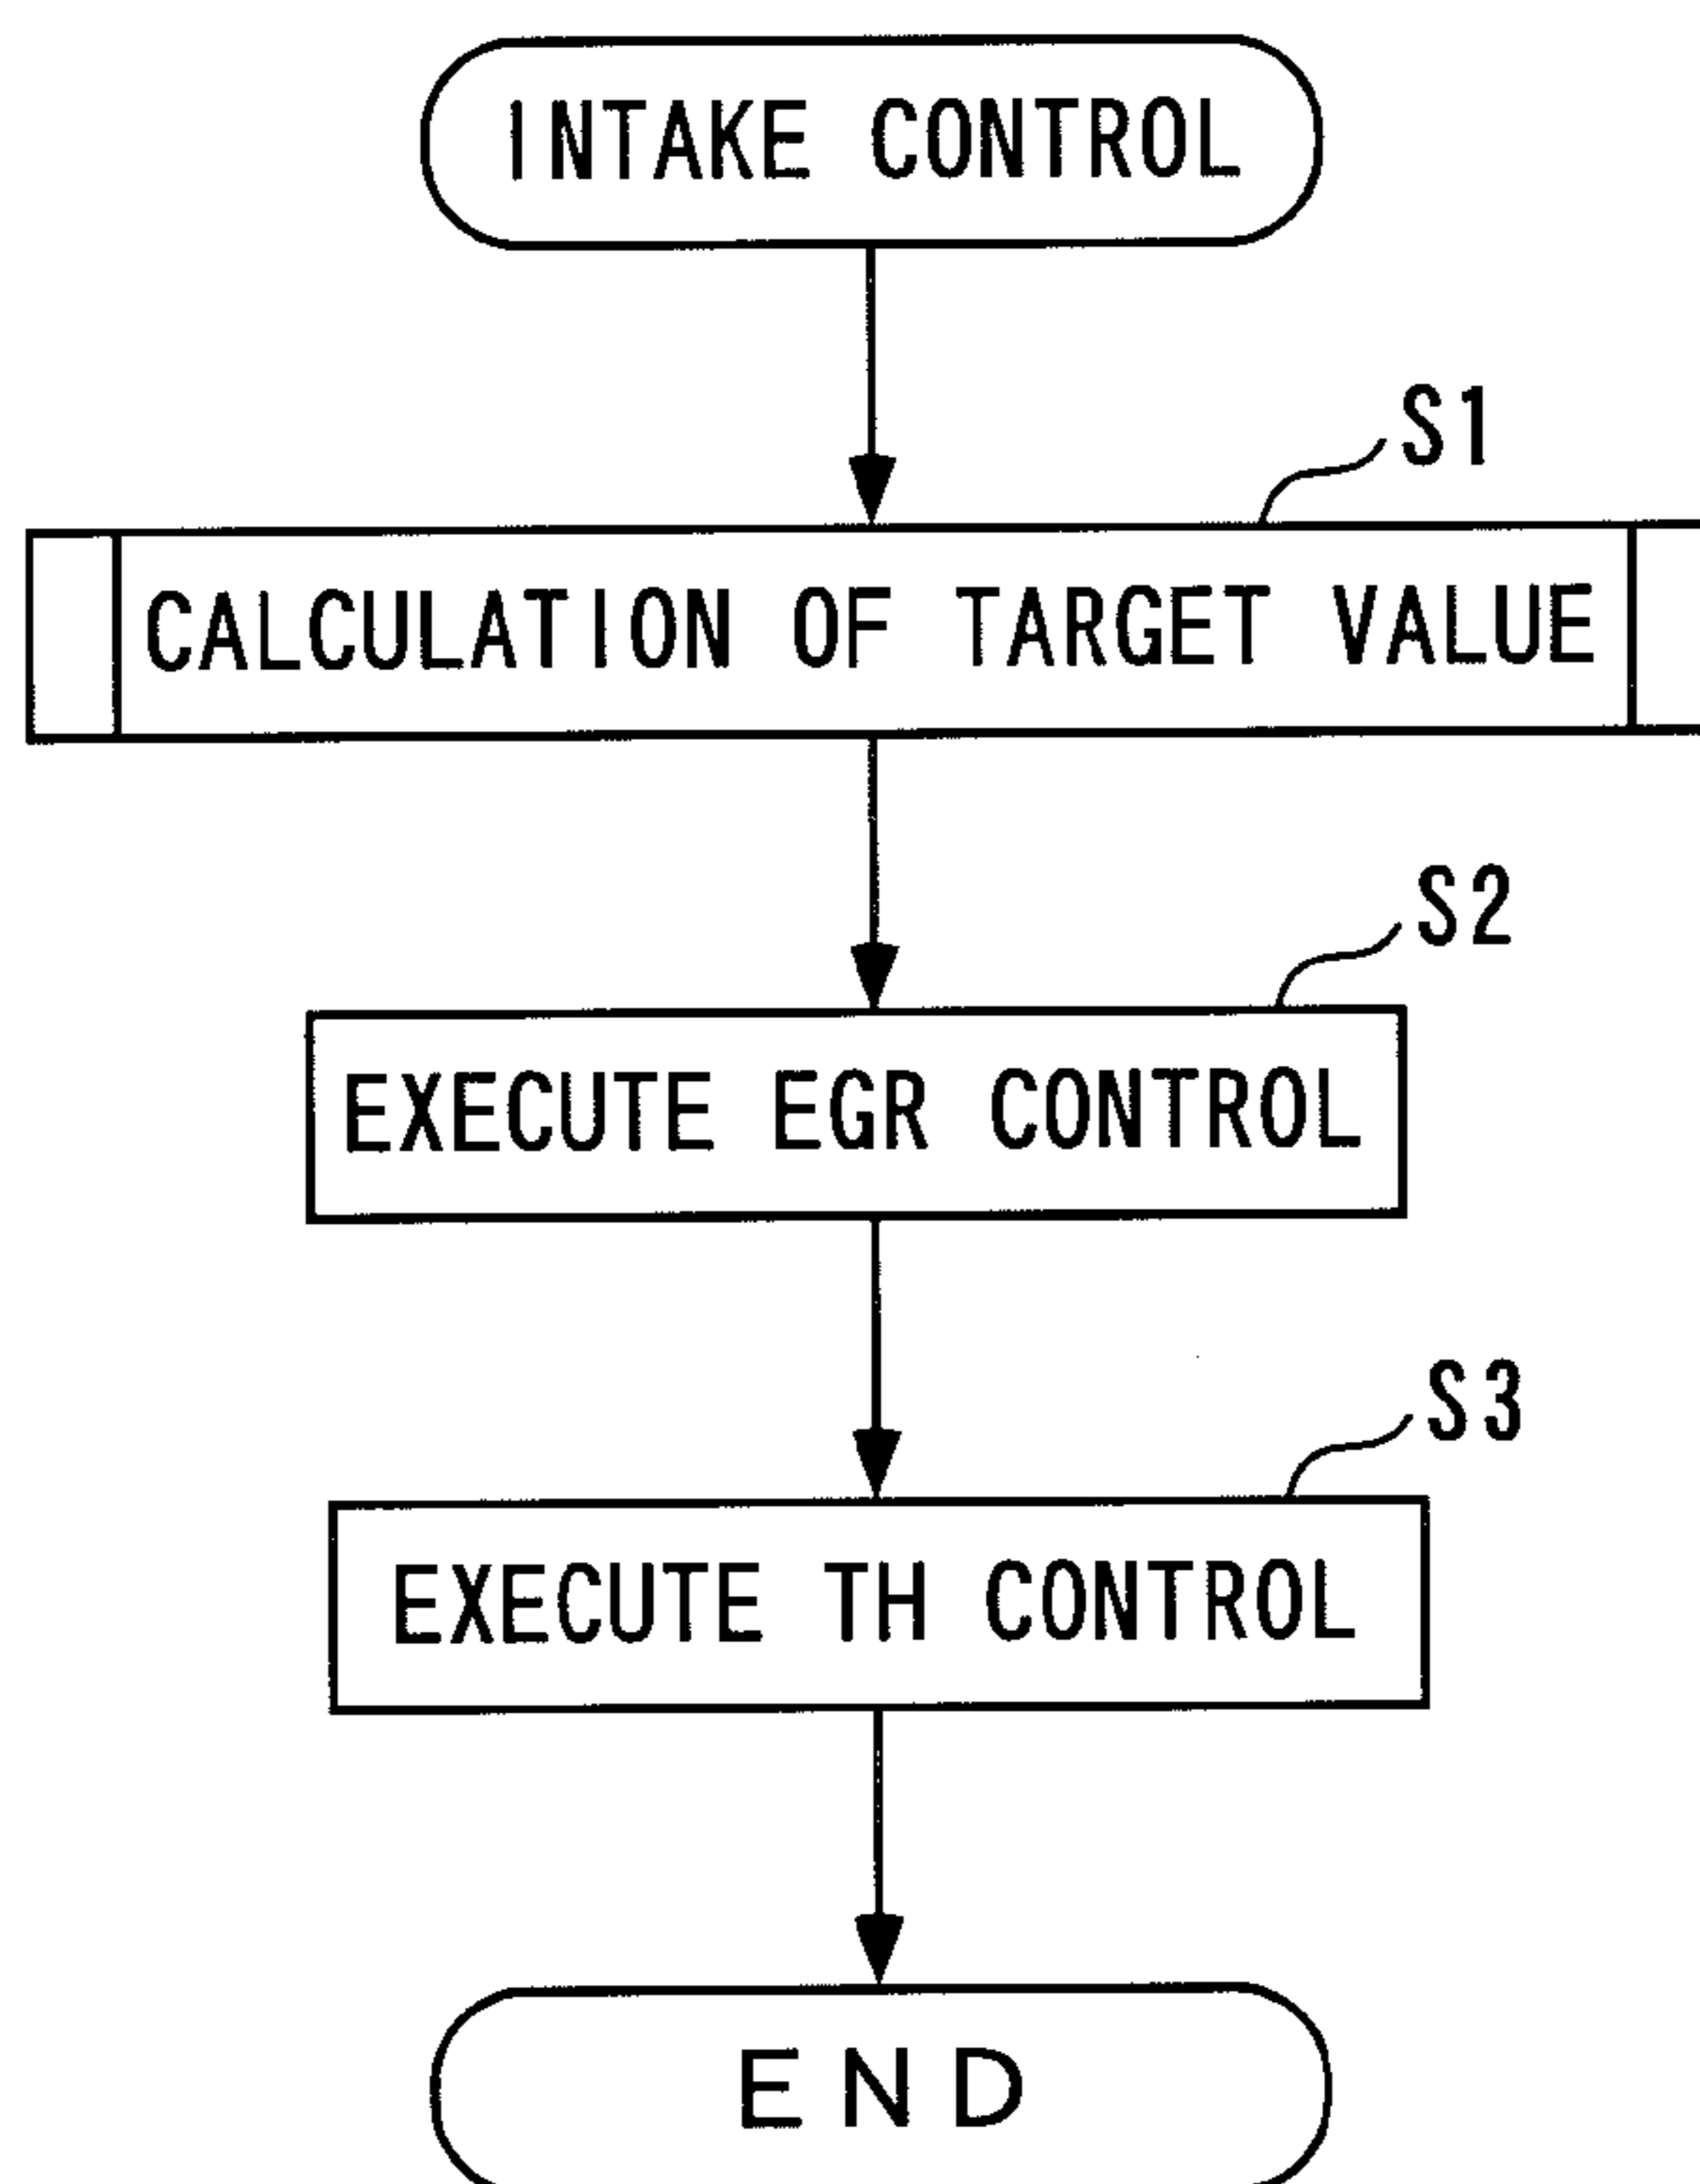 INTAKE CONTROL
S1
CALCULATION OF TARGET VALUE
S2
EXECUTE EGR CONTROL
S3
EXECUTE TH CONTROL
END